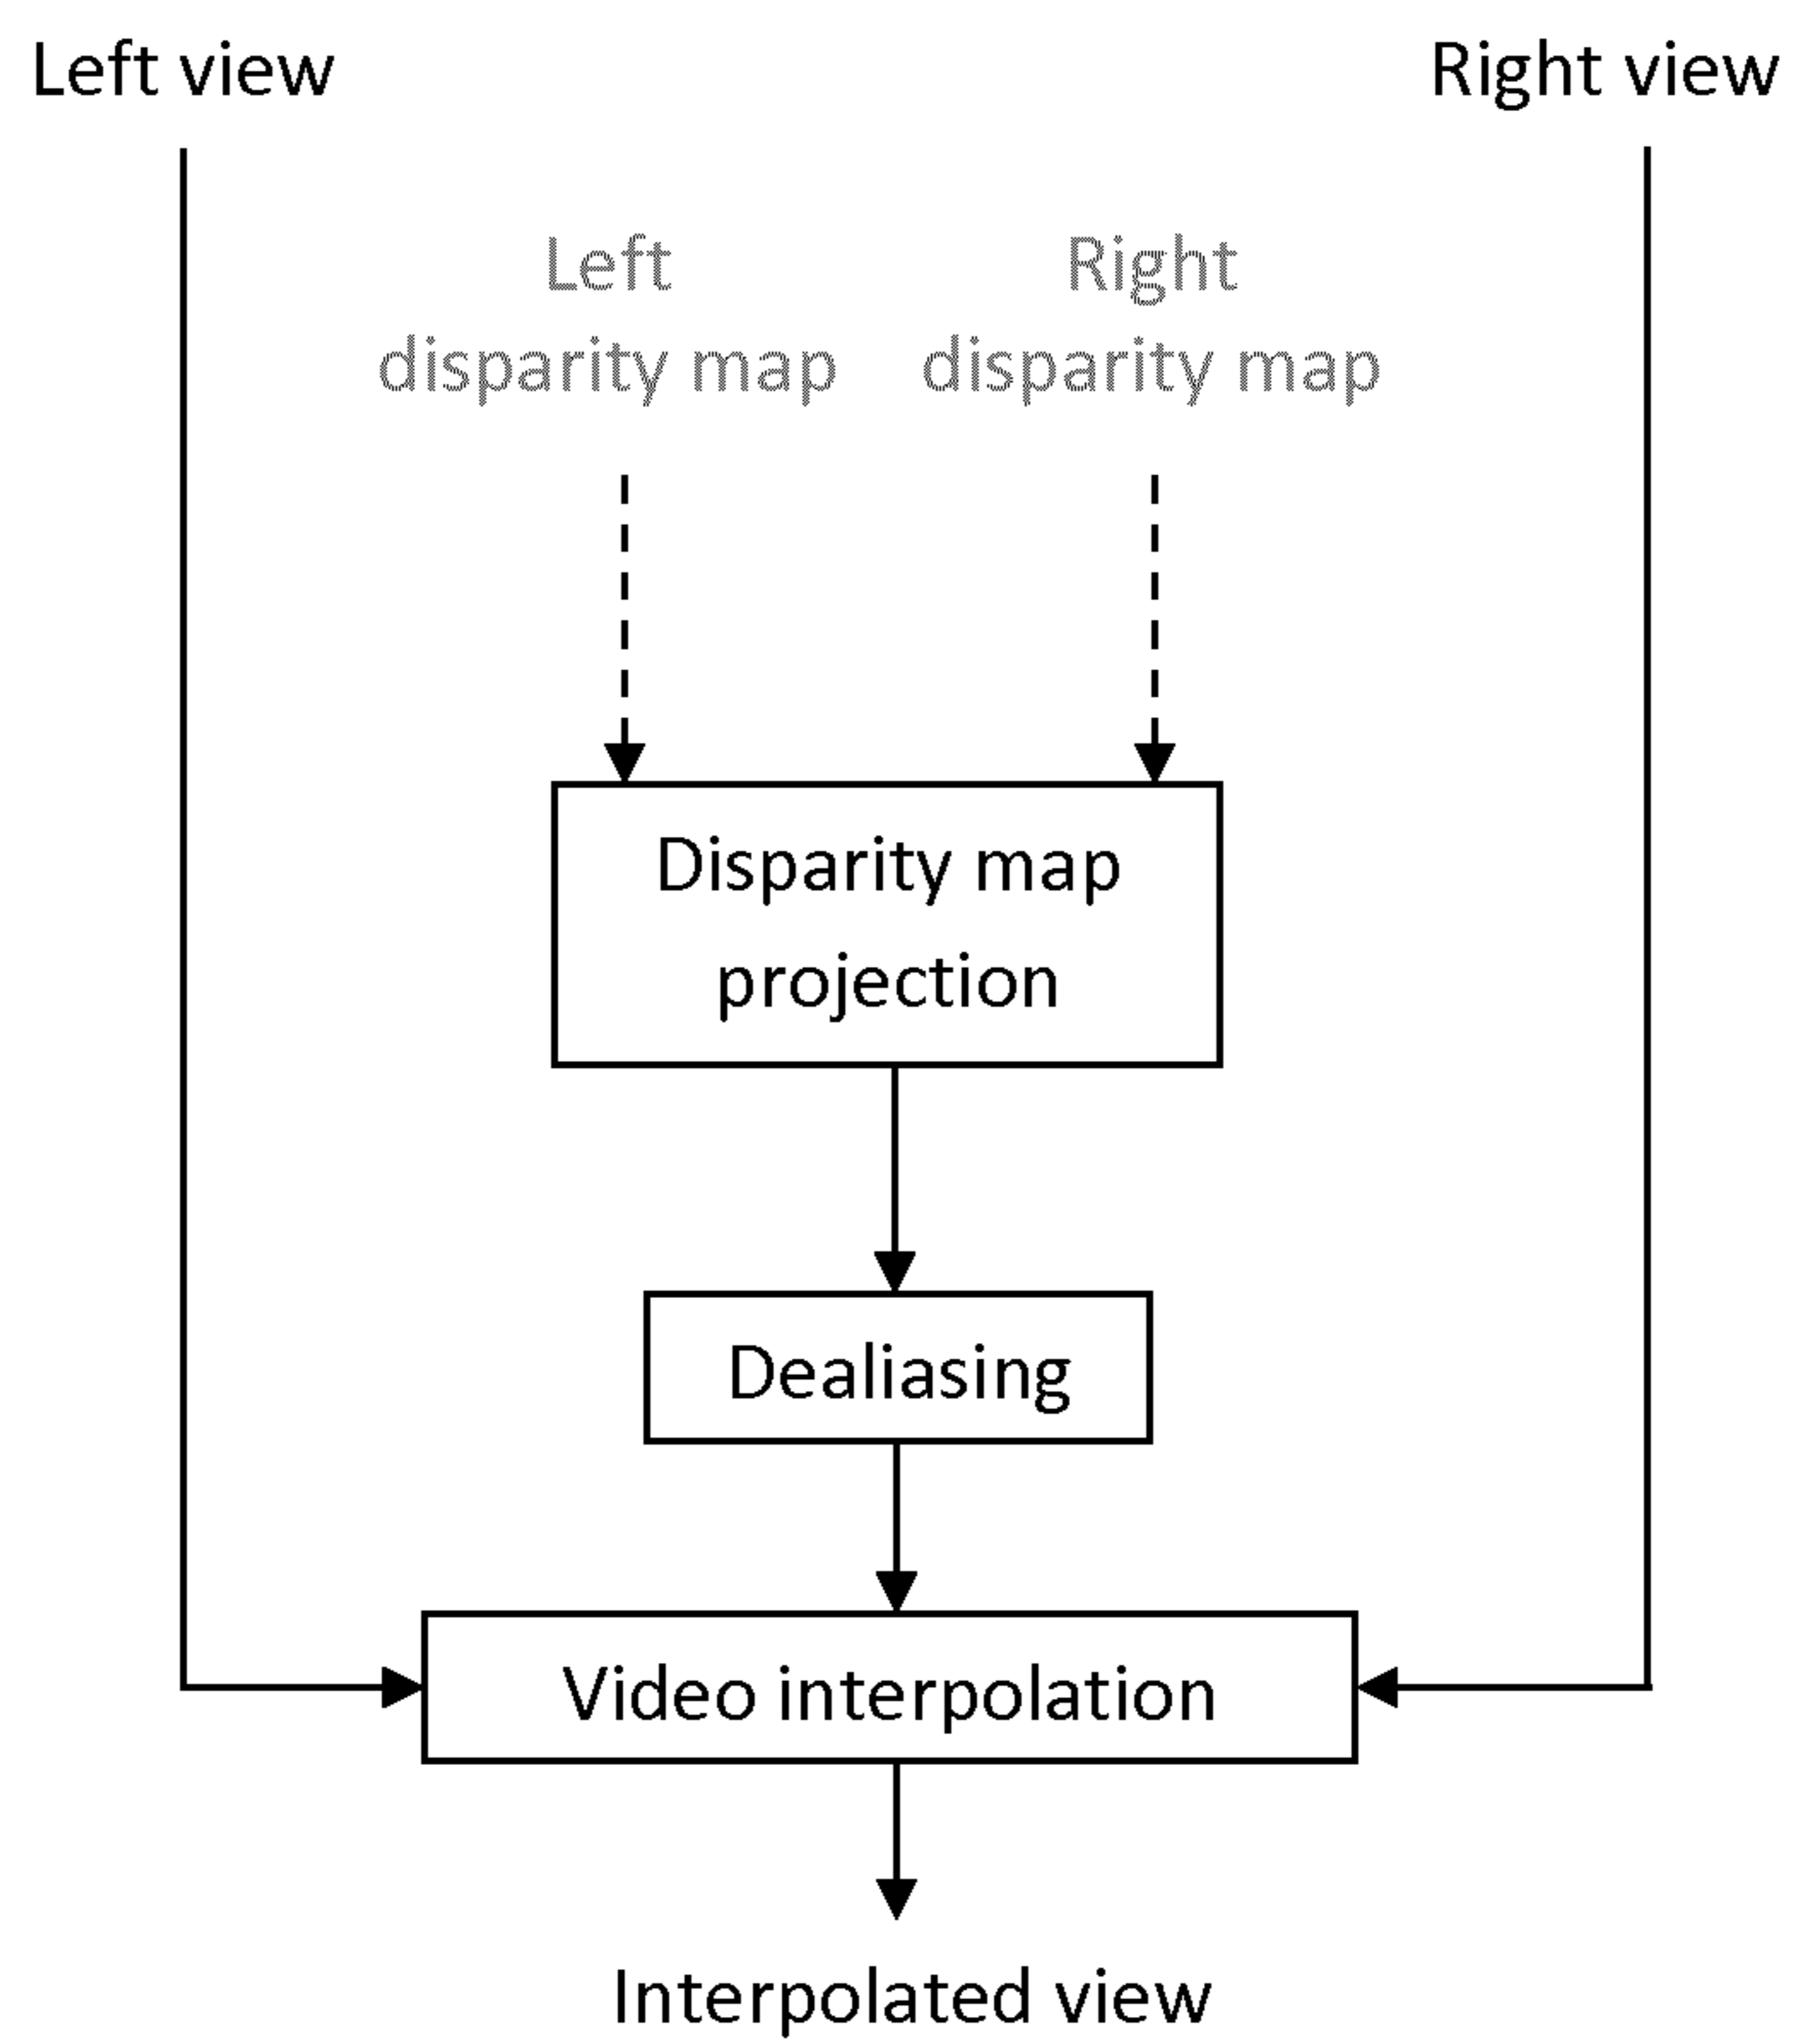 Left view
Right view
Left
disparity map
Right
disparity map
Disparity map
projection
Dealiasing
Video interpolation
Interpolated view